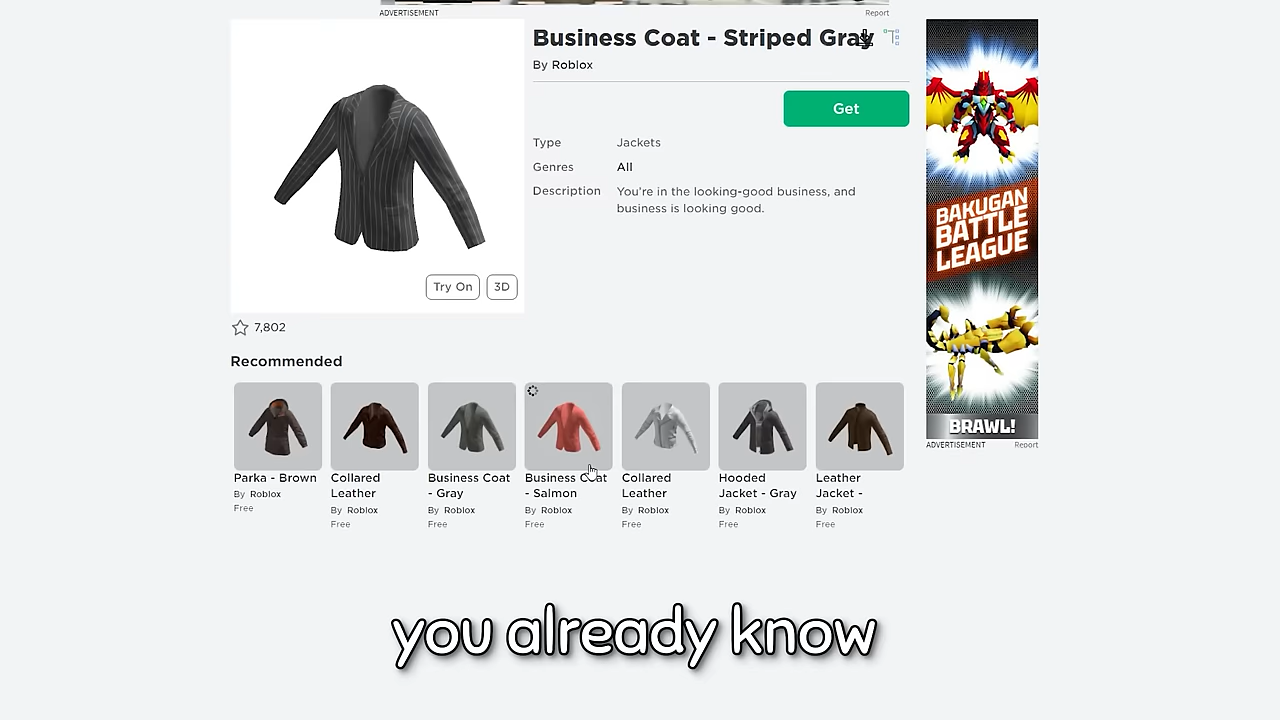 ADVERTISEMENT
Report
Business Coat - Striped Gray
By Roblox
Get
Type Jackets
Genres All
Description You're in the looking-good business, and
business is looking good.
Try On
3D
7,802
BAKUGAN
BATTLE
LEAGUE
BRAWL!
ADVERTISEMENT
Report
Recommended
Parka - Brown
By Roblox
Free
Collared
Leather
By Roblox
Free
Business Coat
- Gray
By Roblox
Free
Business Coat
- Salmon
By Roblox
Free
Collared
Leather
By Roblox
Free
Hooded
Jacket - Gray
By Roblox
Free
Leather
Jacket -
By Roblox
Free
you already know